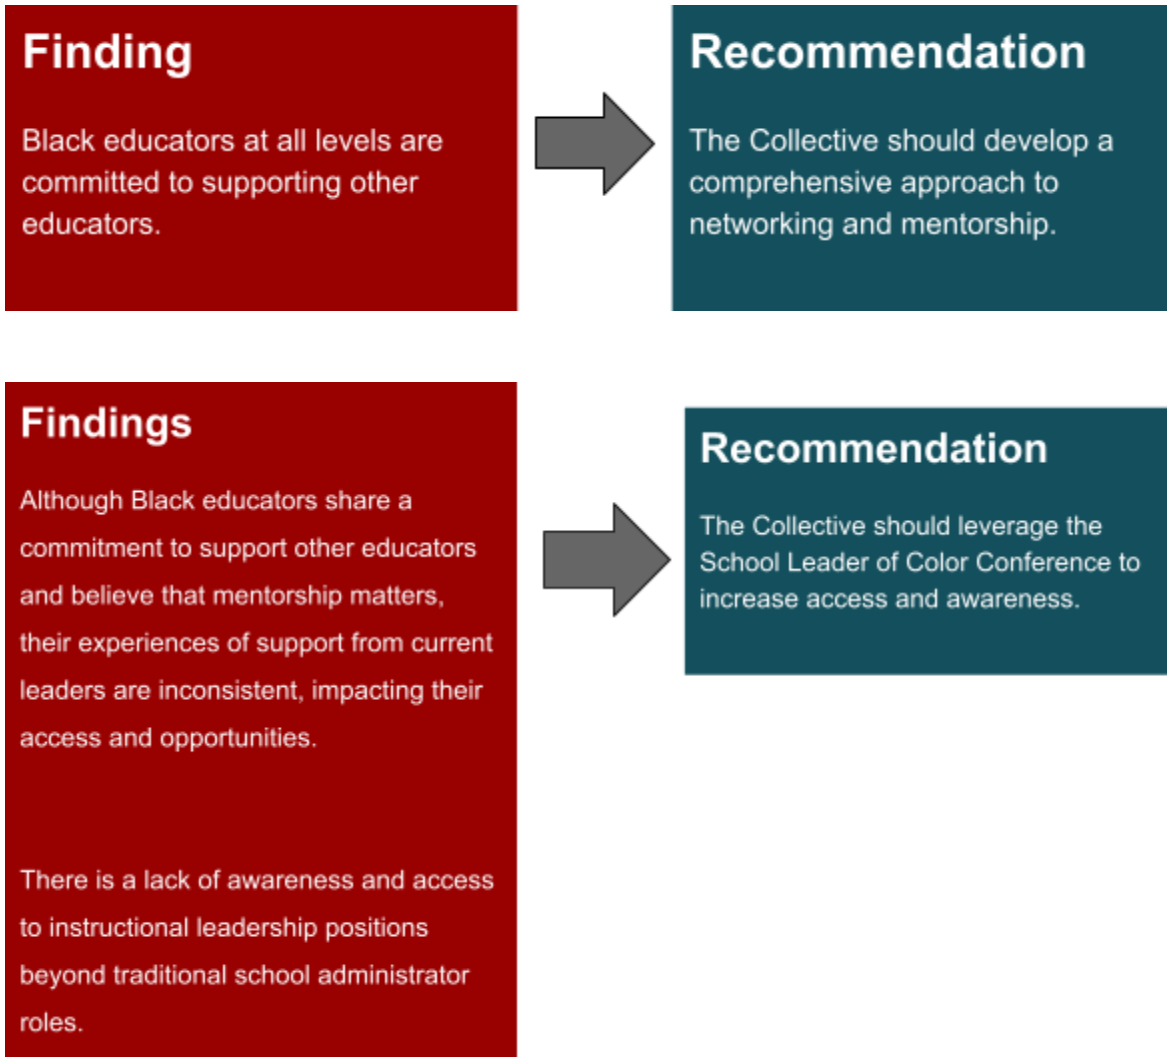 Finding
Black educators at all levels are
committed to supporting other
educators.
Recommendation
The Collective should develop a
comprehensive approach to
networking and mentorship.
Findings
Although Black educators share a
commitment to support other educators
and believe that mentorship matters,
their experiences of support from current
leaders are inconsistent, impacting their
access and opportunities.
There is a lack of awareness and access
to instructional leadership positions
beyond traditional school administrator
roles.
Recommendation
The Collective should leverage the
School Leader of Color Conference to
increase access and awareness.